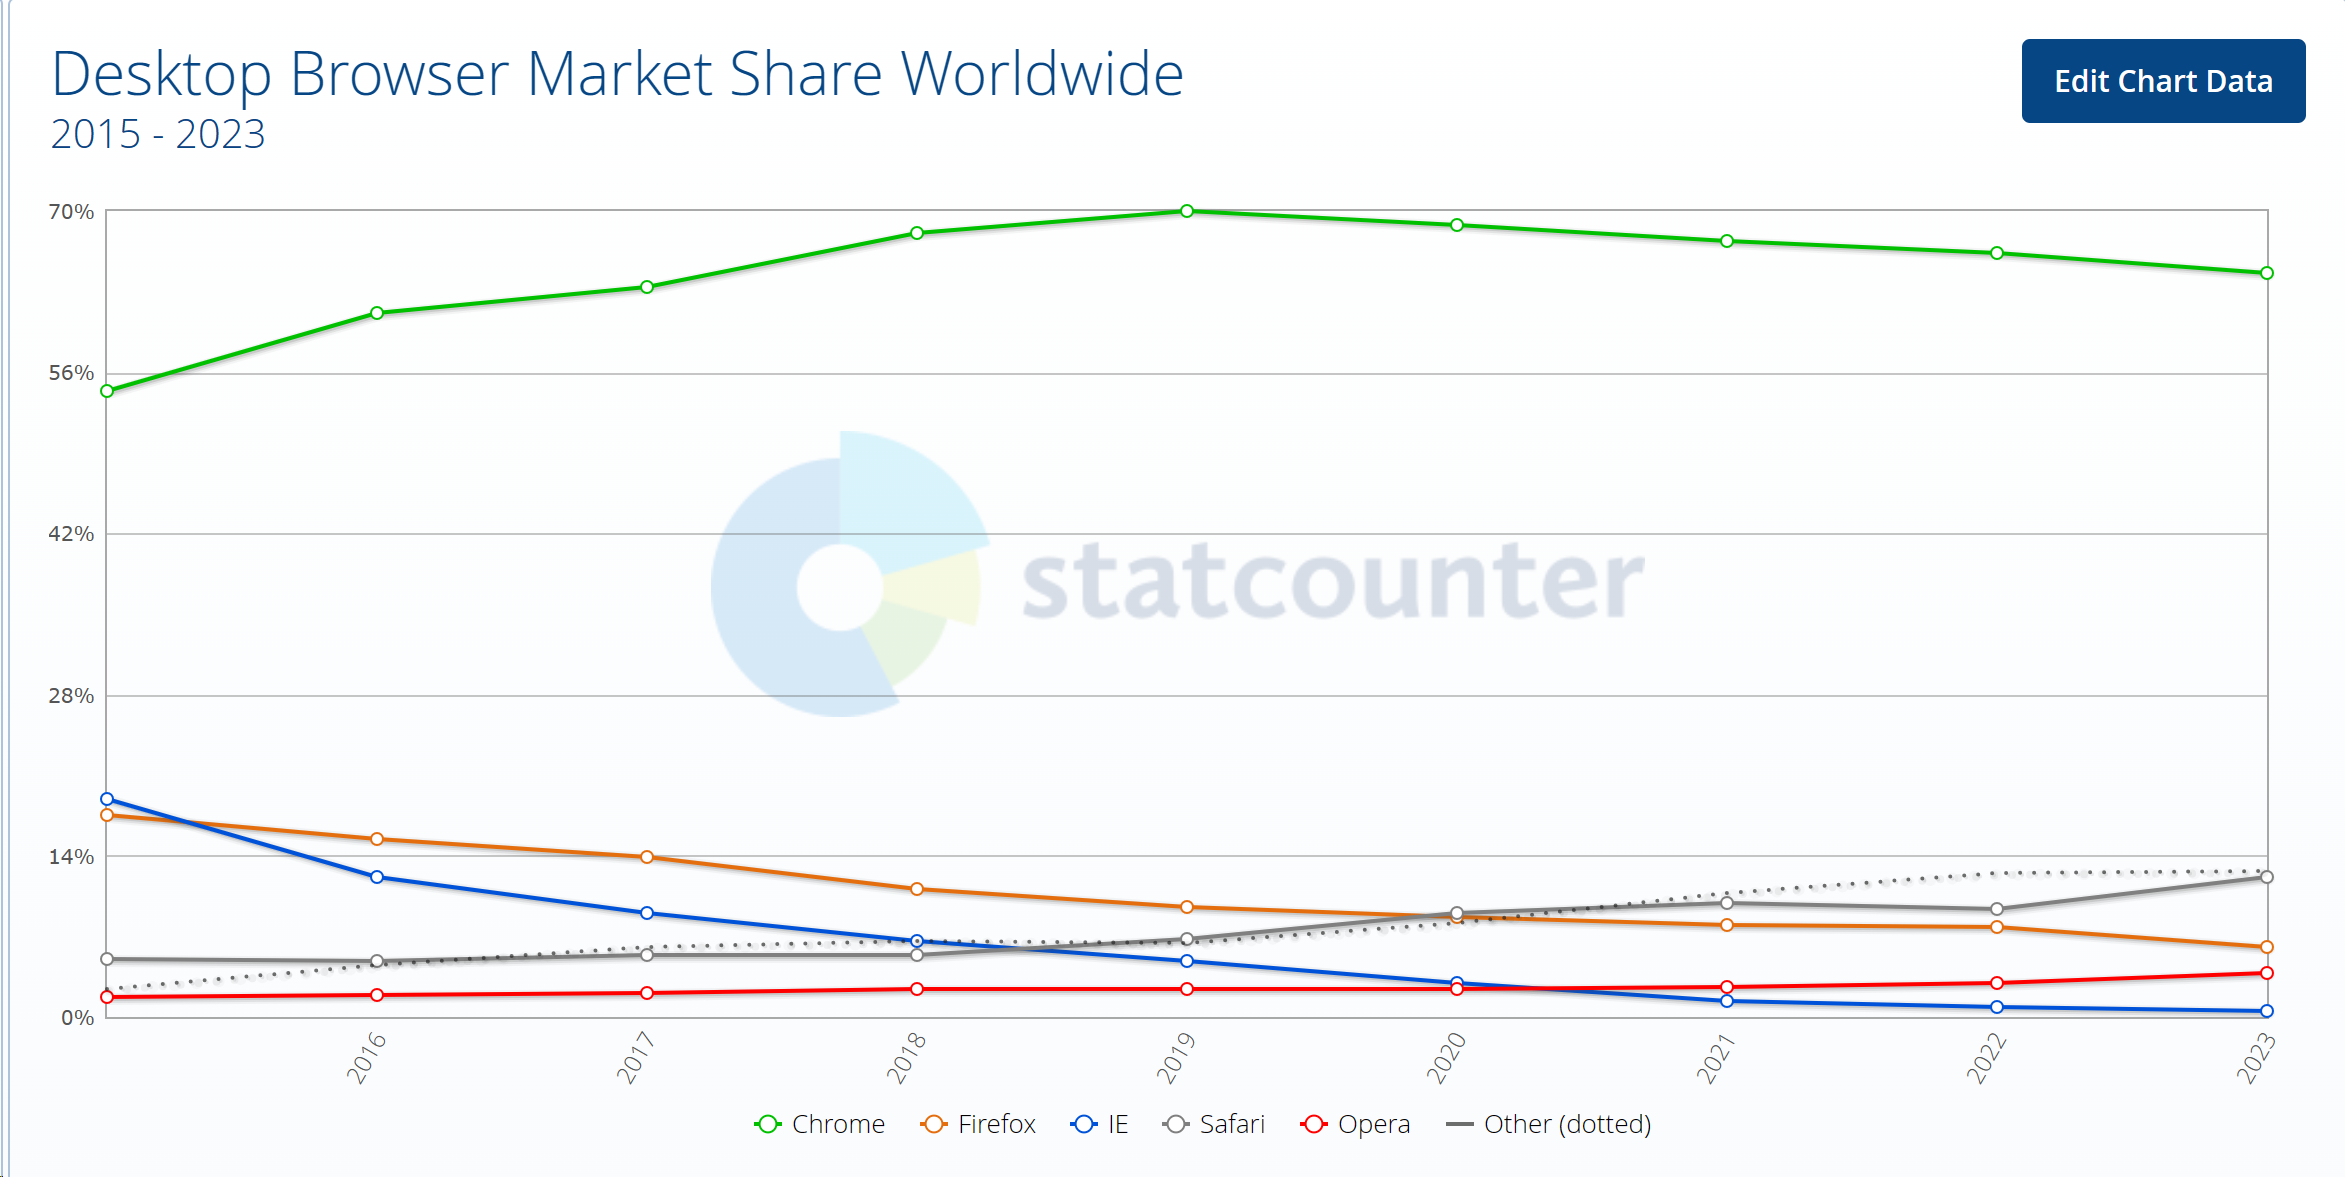 Desktop Browser Market Share Worldwide
2015 - 2023
Edit Chart Data
70%
56%
42%
28%
14%
0%
statcounter
2016 2017 2018 2019 2020 2021 2022 2023
Chrome Firefox IE Safari Opera Other (dotted)